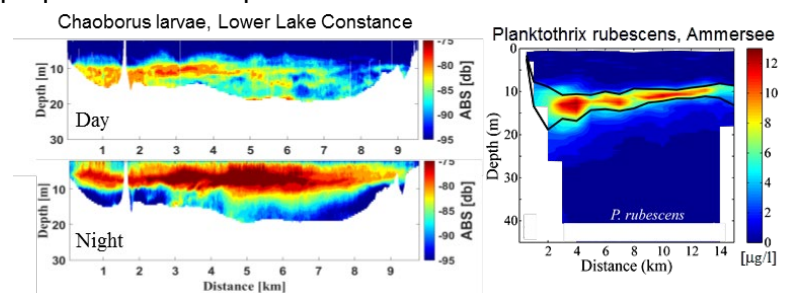 Chaoborus larvae, Lower Lake Constance
Depth [m]
10
20
30
Day
1 2 3 4 5 6 7 8 9
-75
-80
-85
-90
-95
ABS [db]
Depth [m]
10
20
30
Night
1 2 3 4 5 6 7 8 9
Distance [km]
-75
-80
-85
-90
-95
ABS [db]
Planktothrix rubescens, Ammersee
Depth (m)
0
10
20
30
40
P. rubescens
2 4 6 8 10 12 14
Distance (km)
12
10
8
6
4
2
0
[µg/l]